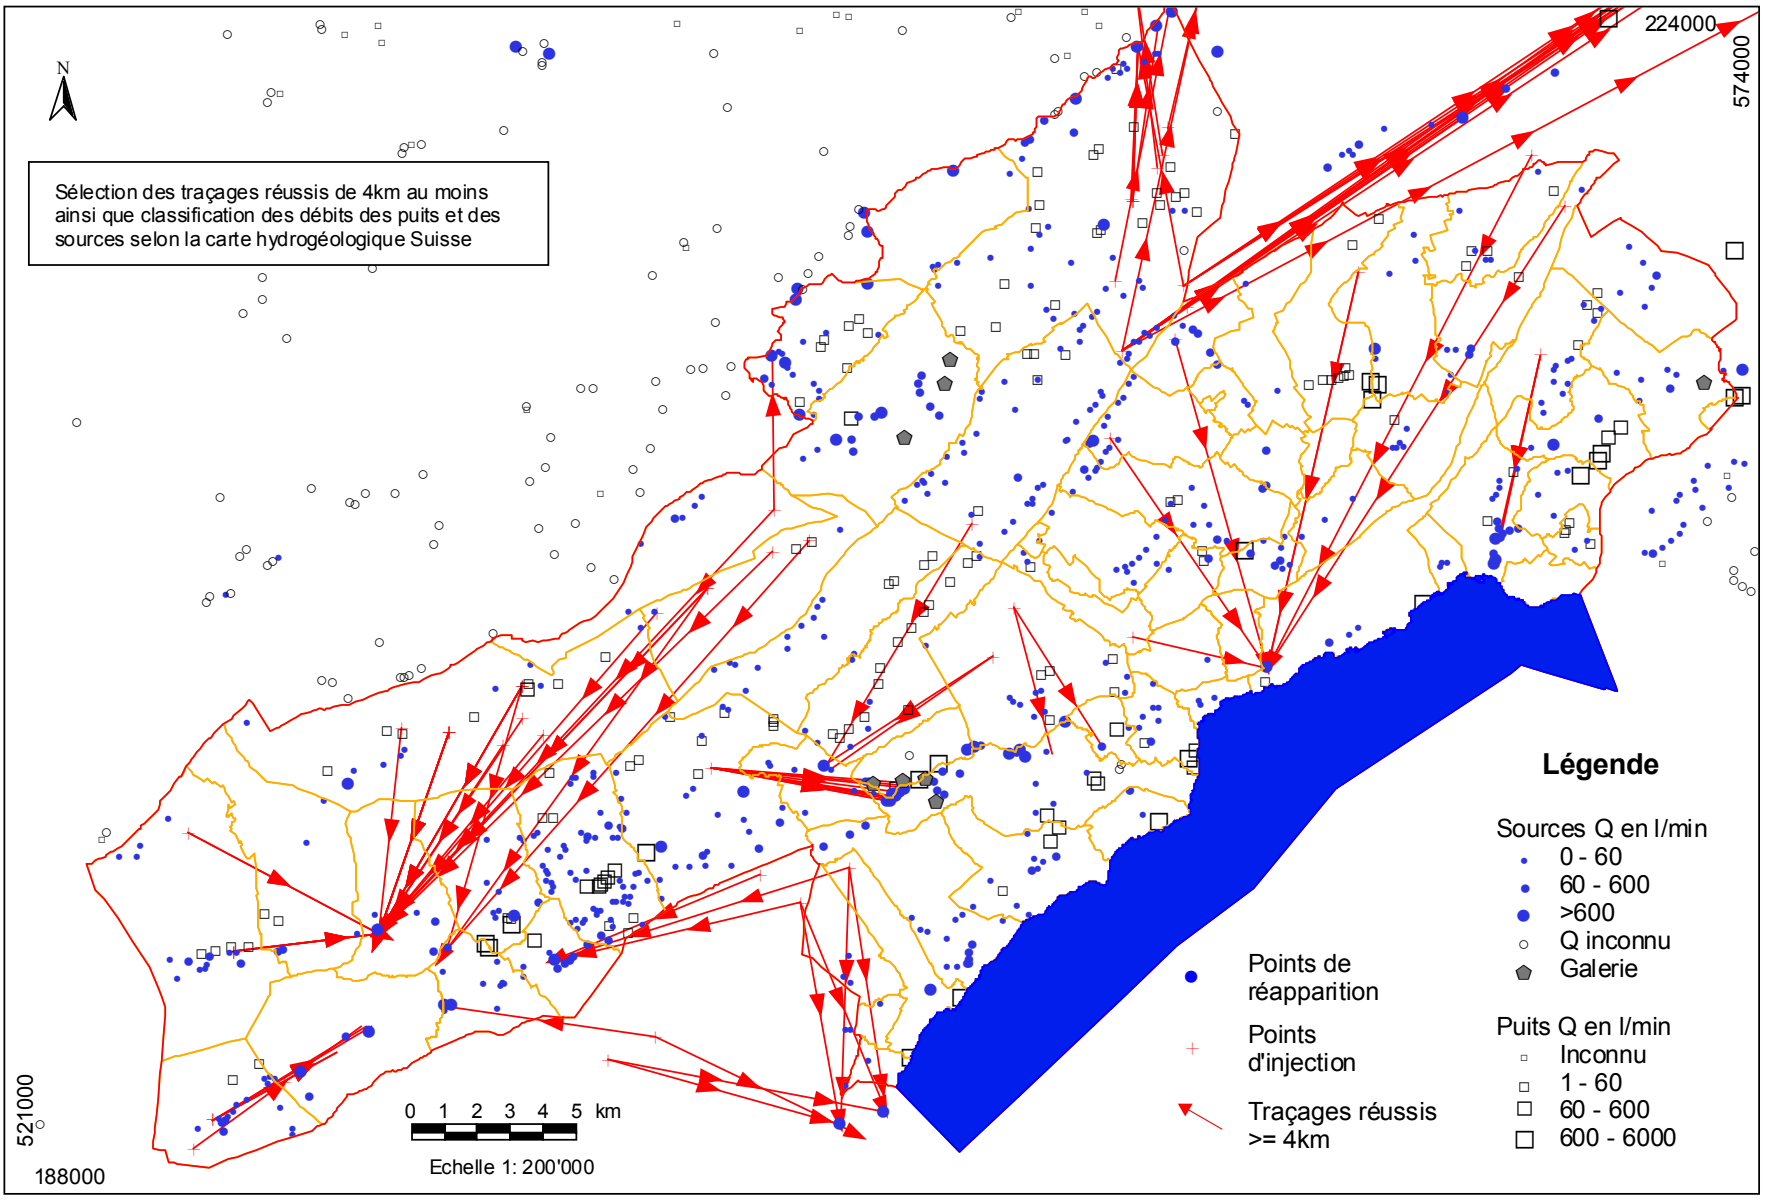 224000
574000
N
Sélection des traçages réussis de 4km au moins
ainsi que classification des débits des puits et des
sources selon la carte hydrogéologique Suisse
Légende
Sources Q en l/min
0 - 60
60 - 600
>600
Q inconnu
Galerie
Points de
réapparition
Points
d'injection
Traçages réussis
>= 4km
Puits Q en l/min
Inconnu
1 - 60
60 - 600
600 - 6000
0 1 2 3 4 5 km
Echelle 1: 200'000
521000
188000